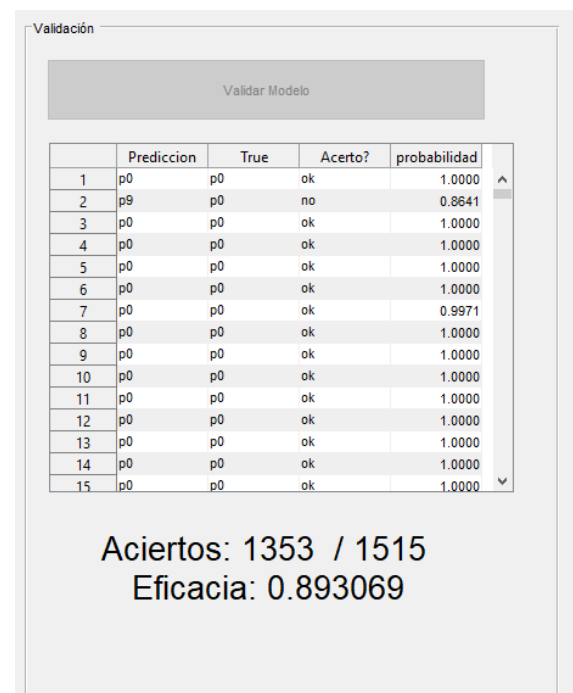 Validación
Validar Modelo
Prediccion True Acerto? probabilidad
1 p0 p0 ok 1.0000
2 p9 p0 no 0.8641
3 p0 p0 ok 1.0000
4 p0 p0 ok 1.0000
5 p0 p0 ok 1.0000
6 p0 p0 ok 1.0000
7 p0 p0 ok 0.9971
8 p0 p0 ok 1.0000
9 p0 p0 ok 1.0000
10 p0 p0 ok 1.0000
11 p0 p0 ok 1.0000
12 p0 p0 ok 1.0000
13 p0 p0 ok 1.0000
14 p0 p0 ok 1.0000
15 p0 p0 ok 1.0000
Aciertos: 1353 / 1515
Eficacia: 0.893069